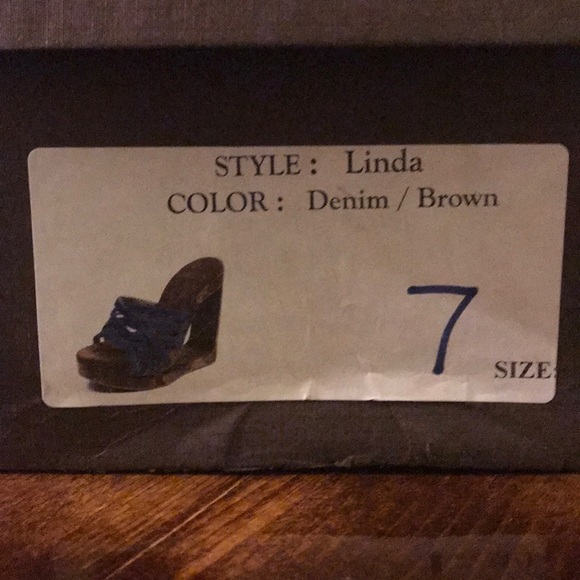 STYLE : Linda
COLOR : Denim / Brown
7
SIZE: